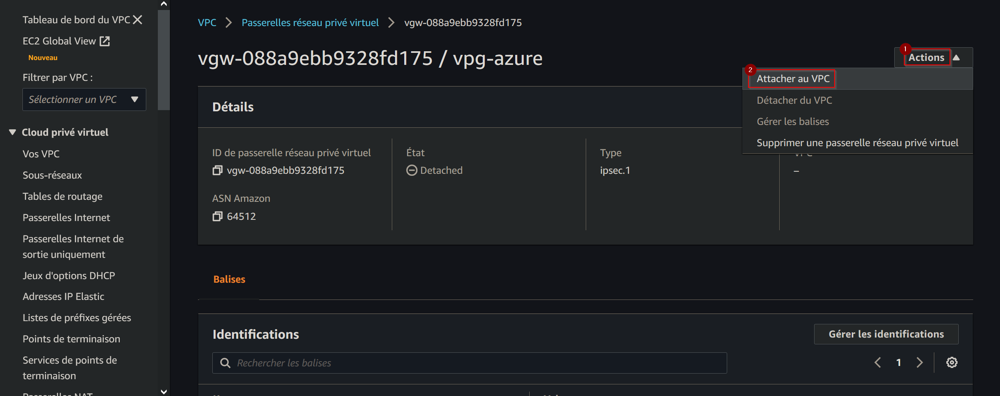 Tableau de bord du VPC
EC2 Global View
Nouveau
Filtrer par VPC :
Sélectionner un VPC
Cloud privé virtuel
Vos VPC
Sous-réseaux
Tables de routage
Passerelles Internet
Passerelles Internet de
sortie uniquement
Jeux d'options DHCP
Adresses IP Elastic
Listes de préfixes gérées
Points de terminaison
Services de points de
terminaison
Passerelles NAT
VPC > Passerelles réseau privé virtuel > vgw-088a9ebb9328fd175
vgw-088a9ebb9328fd175 / vpg-azure
1
Actions
2
Attacher au VPC
Détacher du VPC
Gérer les balises
Supprimer une passerelle réseau privé virtuel
Détails
ID de passerelle réseau privé virtuel
vgw-088a9ebb9328fd175
État
Detached
Type
ipsec.1
VPC
–
ASN Amazon
64512
Balises
Identifications
Gérer les identifications
Rechercher les balises
1